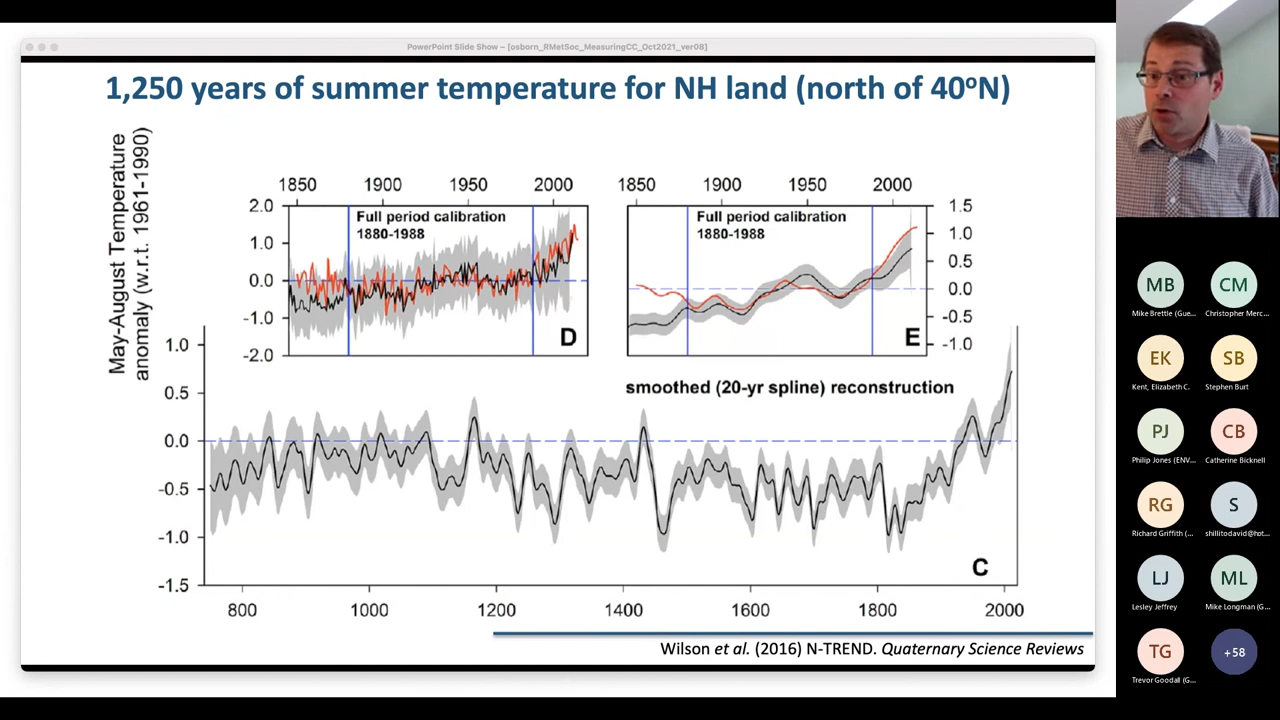 PowerPoint Slide Show – [osborn_RMetSoc_MeasuringCC_Oct2021_ver08]
1,250 years of summer temperature for NH land (north of 40ºN)
May-August Temperature
anomaly (w.r.t. 1961-1990)
1850 1900 1950 2000
2.0
1.0
0.0
-1.0
-2.0
Full period calibration
1880-1988
D
1850 1900 1950 2000
Full period calibration
1880-1988
1.5
1.0
0.5
0.0
-0.5
-1.0
E
smoothed (20-yr spline) reconstruction
1.0
0.5
0.0
-0.5
-1.0
-1.5
C
800 1000 1200 1400 1600 1800 2000
Wilson et al. (2016) N-TREND. Quaternary Science Reviews
MB CM
Mike Brettle (Gue... Christopher Merc...
EK SB
Kent, Elizabeth C. Stephen Burt
PJ CB
Philip Jones (ENV... Catherine Bicknell
RG S
Richard Griffith (... shillitodavid@hot...
LJ ML
Lesley Jeffrey Mike Longman (G...
TG +58
Trevor Goodall (G...